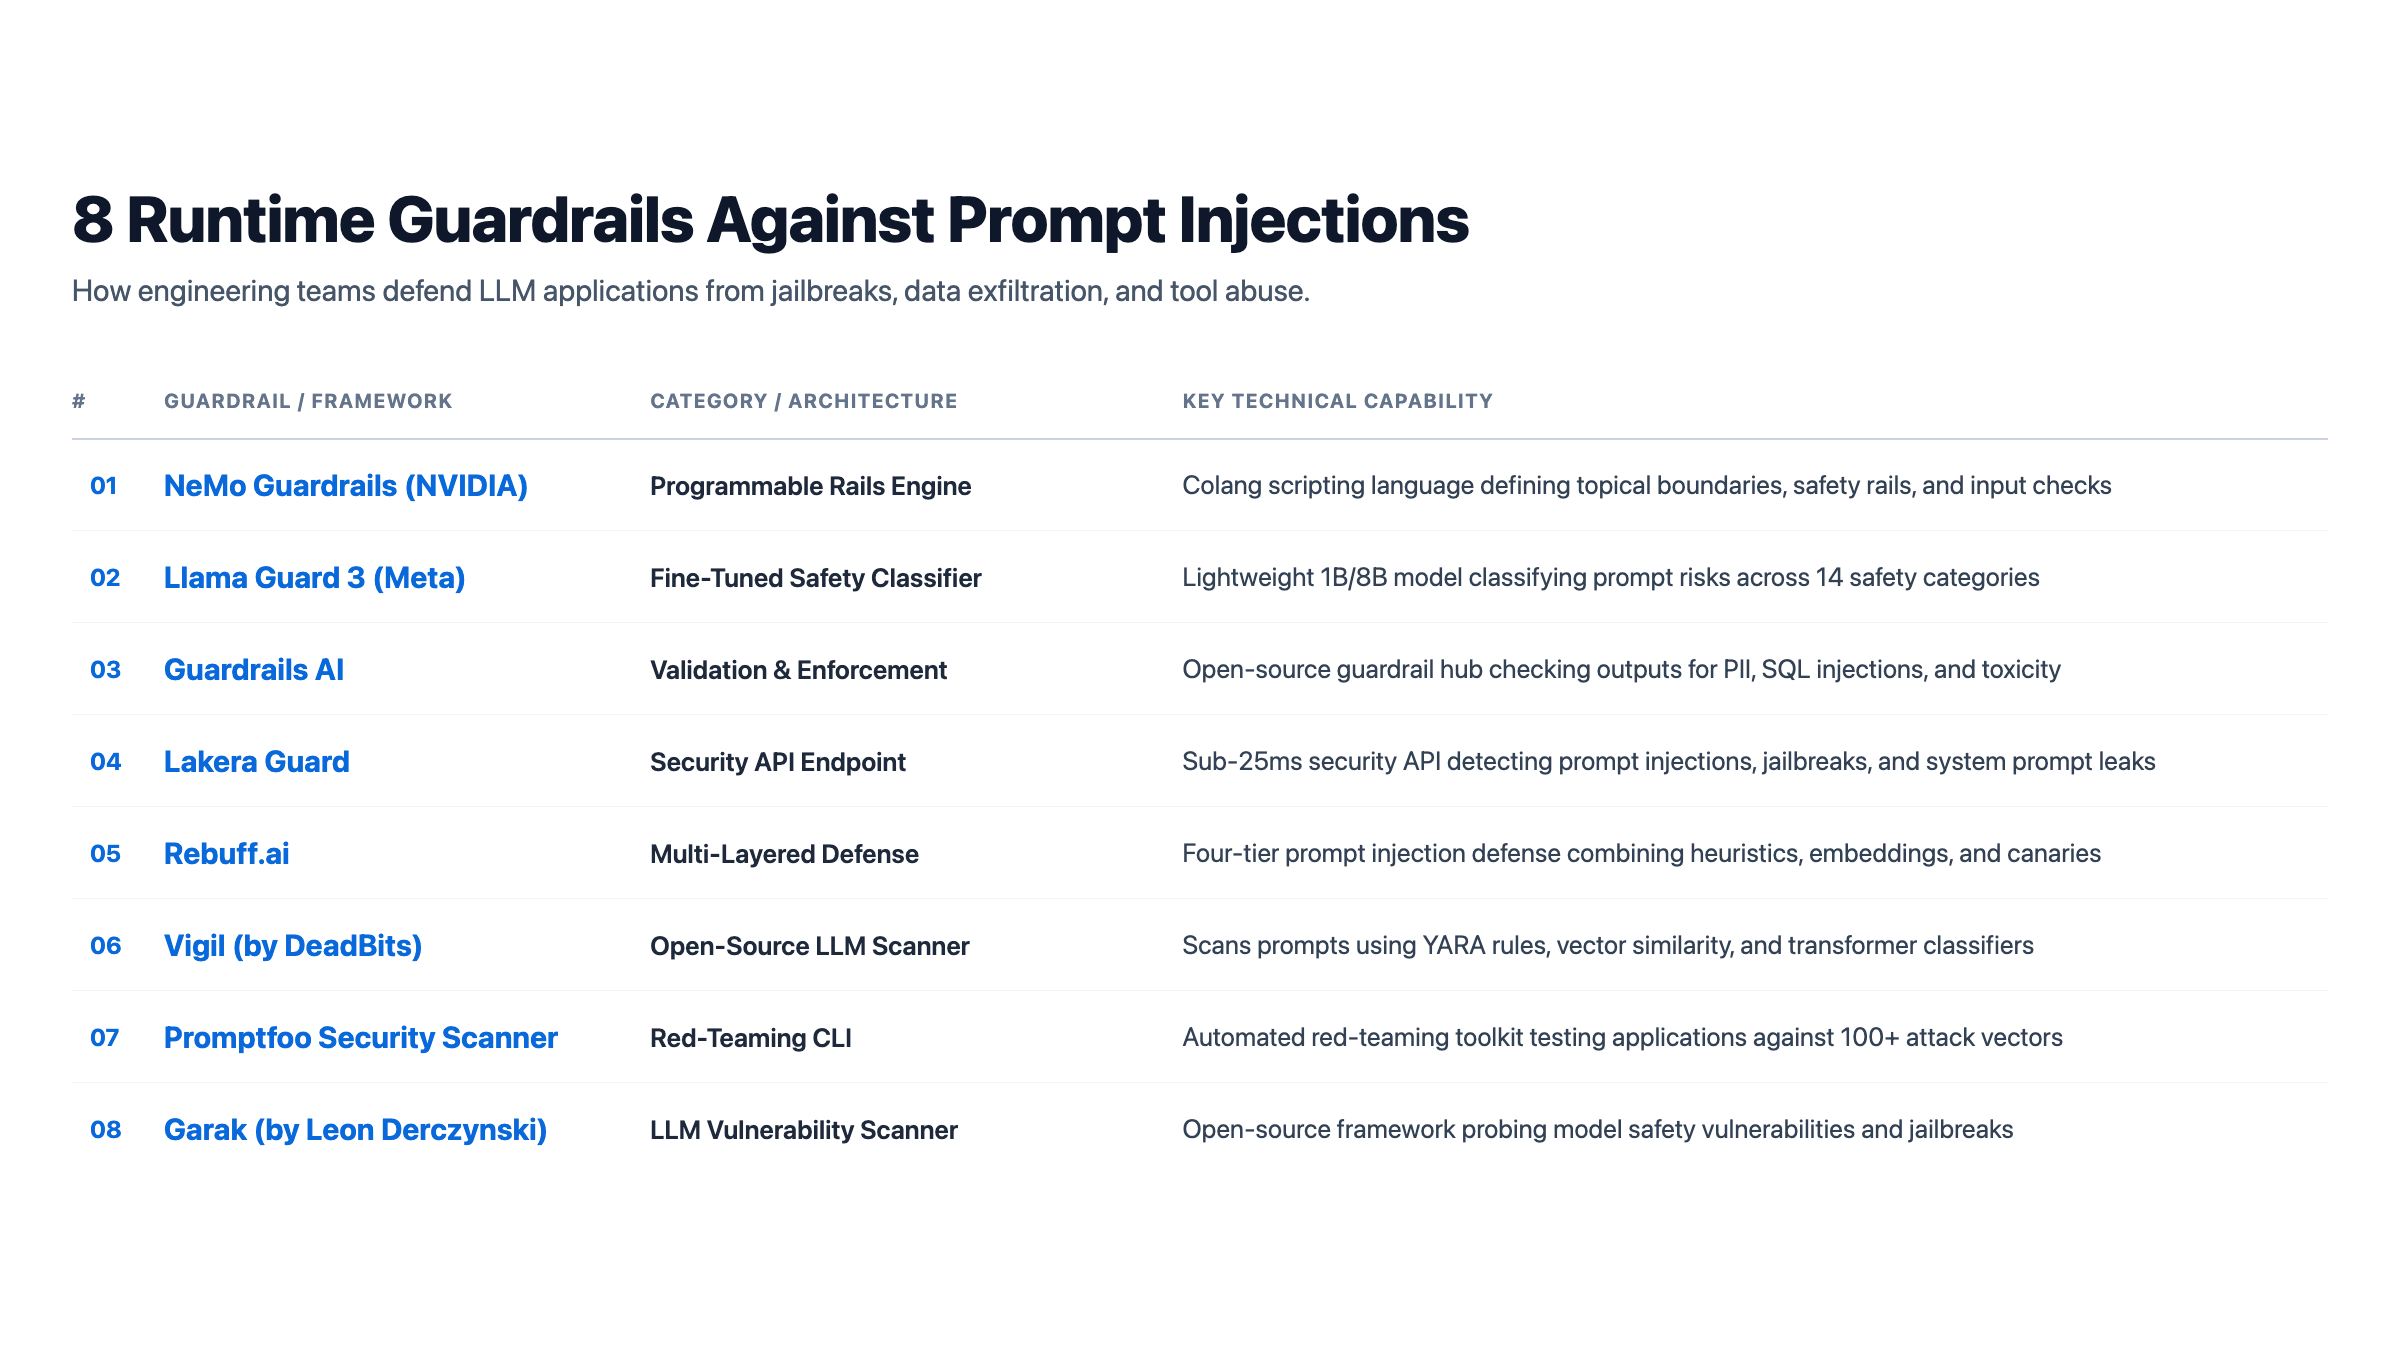 8 Runtime Guardrails Against Prompt Injections
How engineering teams defend LLM applications from jailbreaks, data exfiltration, and tool abuse.
# GUARDRAIL / FRAMEWORK CATEGORY / ARCHITECTURE KEY TECHNICAL CAPABILITY
01 NeMo Guardrails (NVIDIA) Programmable Rails Engine Colang scripting language defining topical boundaries, safety rails, and input checks
02 Llama Guard 3 (Meta) Fine-Tuned Safety Classifier Lightweight 1B/8B model classifying prompt risks across 14 safety categories
03 Guardrails AI Validation & Enforcement Open-source guardrail hub checking outputs for PII, SQL injections, and toxicity
04 Lakera Guard Security API Endpoint Sub-25ms security API detecting prompt injections, jailbreaks, and system prompt leaks
05 Rebuff.ai Multi-Layered Defense Four-tier prompt injection defense combining heuristics, embeddings, and canaries
06 Vigil (by DeadBits) Open-Source LLM Scanner Scans prompts using YARA rules, vector similarity, and transformer classifiers
07 Promptfoo Security Scanner Red-Teaming CLI Automated red-teaming toolkit testing applications against 100+ attack vectors
08 Garak (by Leon Derczynski) LLM Vulnerability Scanner Open-source framework probing model safety vulnerabilities and jailbreaks